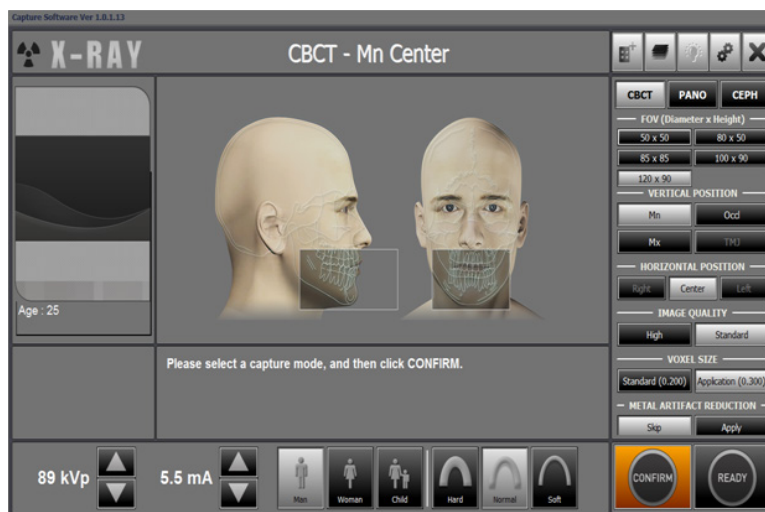 Capture Software Ver 1.0.1.13
X-RAY
CBCT - Mn Center
CBCT PANO CEPH
FOV (Diameter x Height)
50 x 50 80 x 50
85 x 85 100 x 90
120 x 90
VERTICAL POSITION
Mn Occl
Mx TMJ
HORIZONTAL POSITION
Right Center Left
IMAGE QUALITY
High Standard
VOXEL SIZE
Standard (0.200) Application (0.300)
METAL ARTIFACT REDUCTION
Skip Apply
Age : 25
Please select a capture mode, and then click CONFIRM.
89 kVp 5.5 mA
Man Woman Child Hard Normal Soft
CONFIRM READY